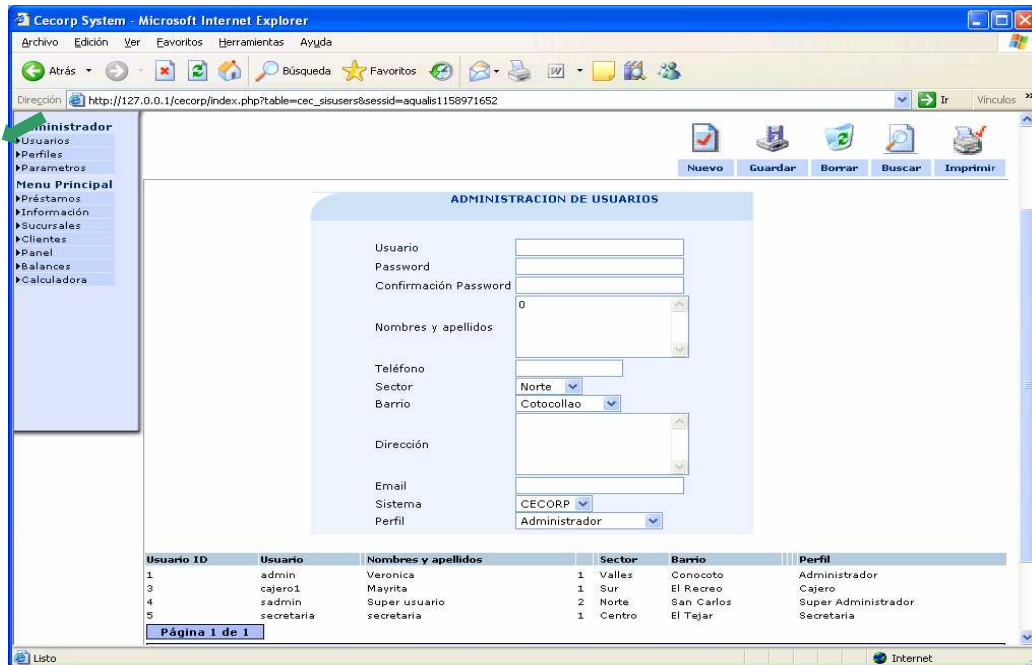 Cecorp System - Microsoft Internet Explorer
Archivo Edición Ver Favoritos Herramientas Ayuda
Atrás Búsqueda Favoritos
Dirección http://127.0.0.1/cecorp/index.php?table=cec_sisusers&sessid=aqualis1158971652 Ir Vínculos »
ministrador
Usuarios
Perfiles
Parametros
Menu Principal
Préstamos
Información
Sucursales
Clientes
Panel
Balances
Calculadora
Nuevo Guardar Borrar Buscar Imprimir
ADMINISTRACION DE USUARIOS
Usuario
Password
Confirmación Password
Nombres y apellidos 0
Teléfono
Sector Norte
Barrio Cotocollao
Dirección
Email
Sistema CECORP
Perfil Administrador
Usuario ID Usuario Nombres y apellidos Sector Barrio Perfil
1 admin Veronica 1 Valles Conocoto Administrador
3 cajero1 Mayrita 1 Sur El Recreo Cajero
4 sadmin Super usuario 2 Norte San Carlos Super Administrador
5 secretaria secretaria 1 Centro El Tejar Secretaria
Página 1 de 1
Listo Internet